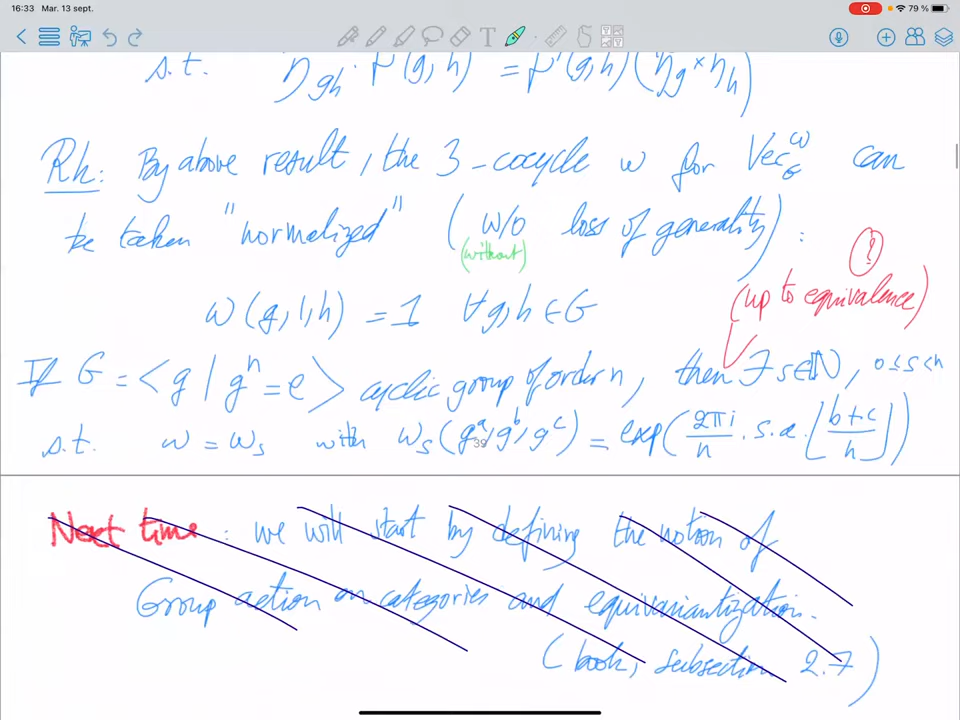 16:33 Mar. 13 sept. 79 %
s.t. η_gh · μ(g, h) = μ'(g, h) (η_g × η_h)
Rk: By above result, the 3-cocycle ω for Vec_G^ω can
be taken "normalized" (w/o loss of generality) :
(without)
?
(up to equivalence)
ω(g, 1, h) = 1 ∀g, h ∈ G
If G = <g / g^n = e> cyclic group of order n, then ∃ s ∈ ℕ, 0 ≤ s < n
s.t. ω = ω_s with ω_s(g^a, g^b, g^c) = exp(2πi/n · s.a. ⌊(b+c)/n⌋)
39
Next time : we will start by defining the notion of
Group action on categories and equivariantization.
(book, subsection 2.7)